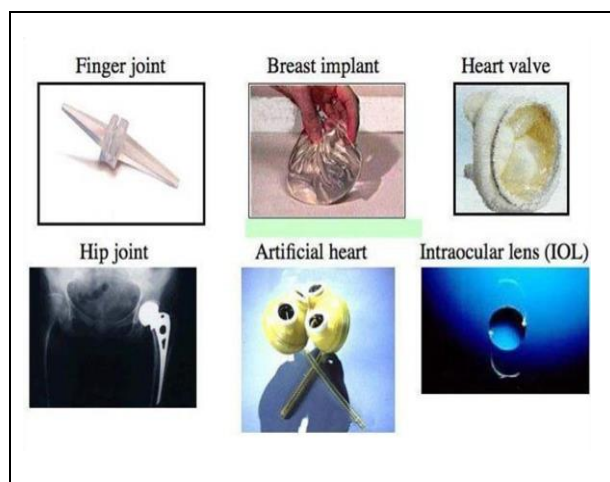 Finger joint
Breast implant
Heart valve
Hip joint
Artificial heart
Intraocular lens (IOL)